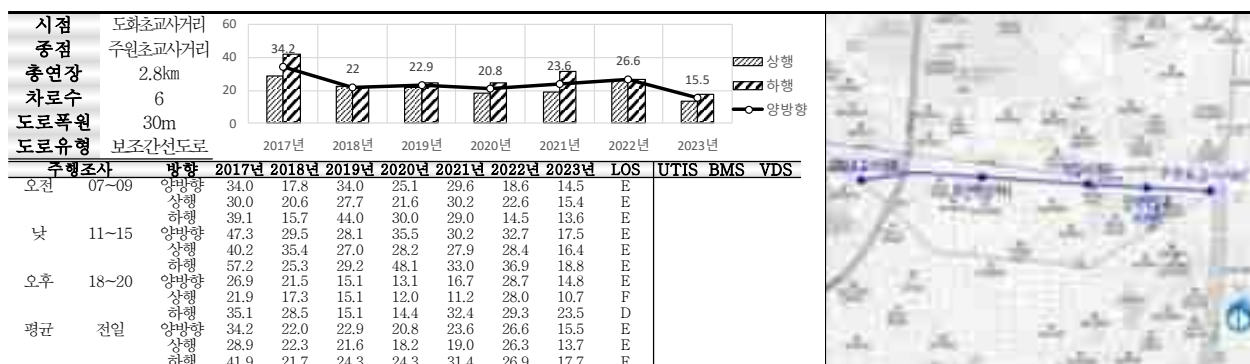 시점 도화초교사거리
종점 주원초교사거리
총연장 2.8km
차로수 6
도로폭원 30m
도로유형 보조간선도로
60
40
20
0
34.2 22 22.9 20.8 23.6 26.6 15.5
2017년 2018년 2019년 2020년 2021년 2022년 2023년
상행
하행
양방향
주행조사 방향 2017년 2018년 2019년 2020년 2021년 2022년 2023년 LOS UTIS BMS VDS
오전 07~09 양방향 34.0 17.8 34.0 25.1 29.6 18.6 14.5 E
상행 30.0 20.6 27.7 21.6 30.2 22.6 15.4 E
하행 39.1 15.7 44.0 30.0 29.0 14.5 13.6 E
낮 11~15 양방향 47.3 29.5 28.1 35.5 30.2 32.7 17.5 E
상행 40.2 35.4 27.0 28.2 27.9 28.4 16.4 E
하행 57.2 25.3 29.2 48.1 33.0 36.9 18.8 E
오후 18~20 양방향 26.9 21.5 15.1 13.1 16.7 28.7 14.8 E
상행 21.9 17.3 15.1 12.0 11.2 28.0 10.7 F
하행 35.1 28.5 15.1 14.4 32.4 29.3 23.5 D
평균 전일 양방향 34.2 22.0 22.9 20.8 23.6 26.6 15.5 E
상행 28.9 22.3 21.6 18.2 19.0 26.3 13.7 E
하행 41.9 21.7 24.3 24.3 31.4 26.9 17.7 E